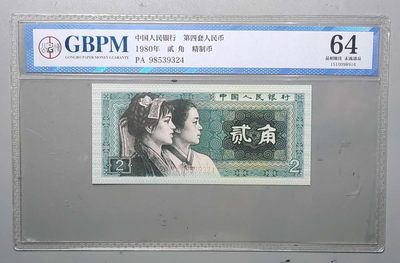 GBPM
GONGBO PAPER MONEY GUARANTY
中国人民银行 第四套人民币
1980年 贰 角 精制币
PA 98539324
64
中国人民银行
贰角
2
2